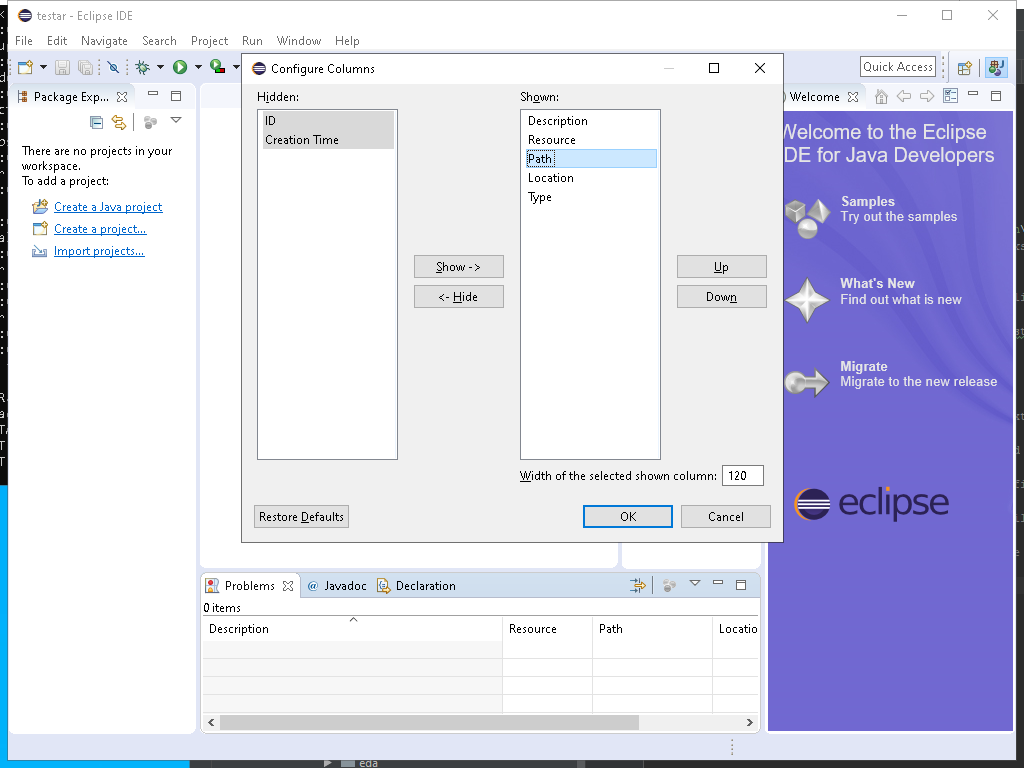 testar - Eclipse IDE
File Edit Navigate Search Project Run Window Help
Quick Access
Package Exp...
Welcome
There are no projects in your
workspace.
To add a project:
Create a Java project
Create a project...
Import projects...
Configure Columns
Hidden:
ID
Creation Time
Show ->
<- Hide
Shown:
Description
Resource
Path
Location
Type
Up
Down
Width of the selected shown column: 120
Restore Defaults
OK
Cancel
Welcome to the Eclipse
IDE for Java Developers
Samples
Try out the samples
What's New
Find out what is new
Migrate
Migrate to the new release
eclipse
Problems @ Javadoc Declaration
0 items
Description Resource Path Locatio
eda